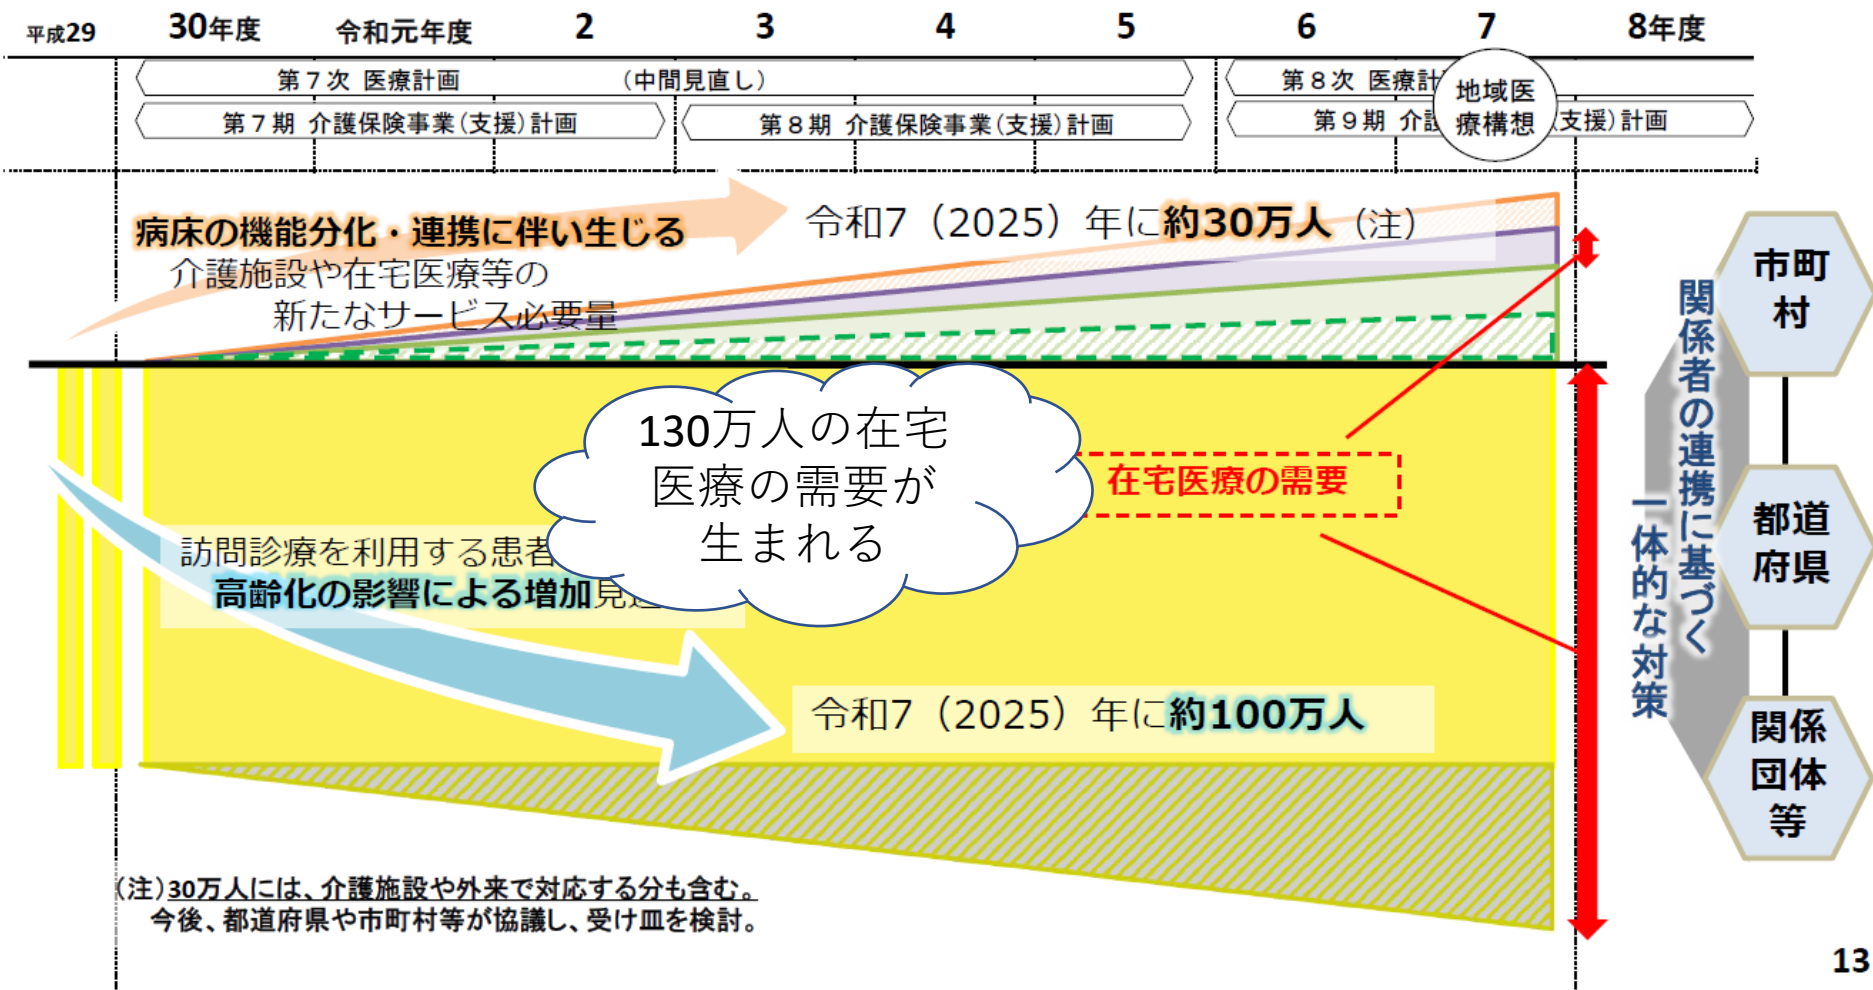 平成29 30年度 令和元年度 2 3 4 5 6 7 8年度
第7次 医療計画 (中間見直し)
第8次 医療計
第7期 介護保険事業(支援)計画
第8期 介護保険事業(支援)計画
第9期 介護
(支援)計画
地域医
療構想
病床の機能分化・連携に伴い生じる
介護施設や在宅医療等の
新たなサービス必要量
令和7(2025)年に約30万人(注)
130万人の在宅
医療の需要が
生まれる
在宅医療の需要
訪問診療を利用する患者
高齢化の影響による増加見込
令和7(2025)年に約100万人
関係者の連携に基づく
一体的な対策
市町
村
都道
府県
関係
団体
等
(注)30万人には、介護施設や外来で対応する分も含む。
今後、都道府県や市町村等が協議し、受け皿を検討。
13